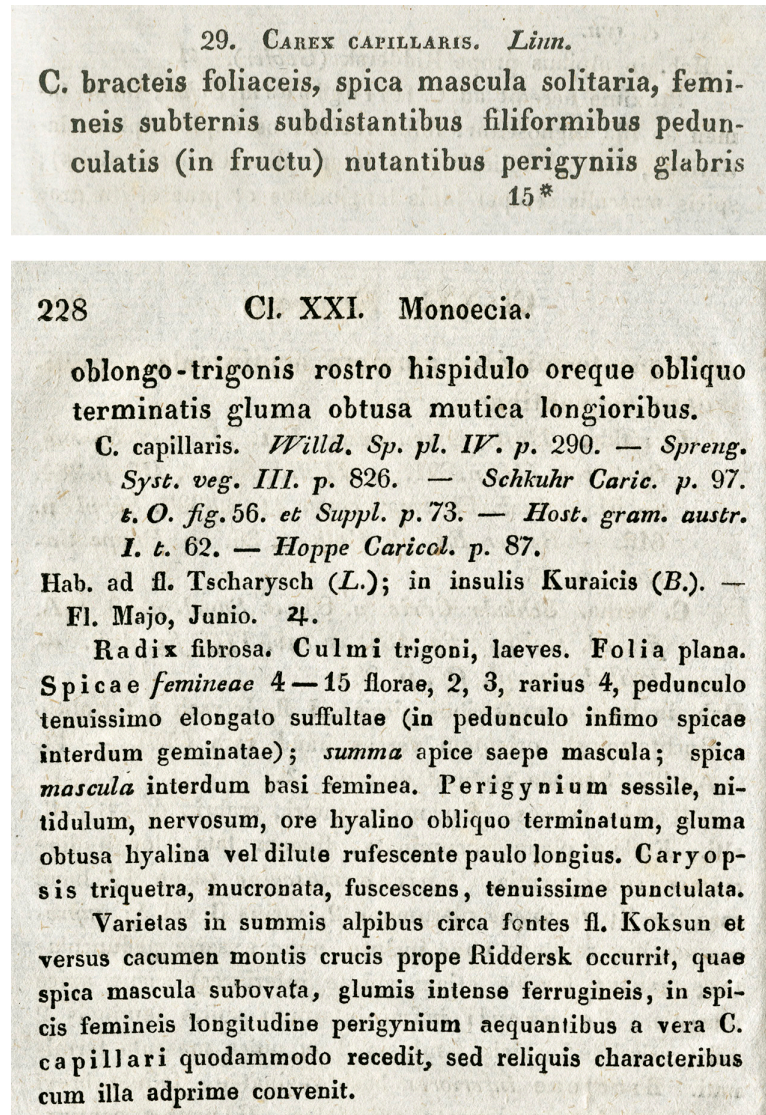 29. CAREX CAPILLARIS. Linn.
C. bracteis foliaceis, spica mascula solitaria, femi-
neis subternis subdistantibus filiformibus pedun-
culatis (in fructu) nutantibus perigyniis glabris
15*
228 Cl. XXI. Monoecia.
oblongo-trigonis rostro hispidulo oreque obliquo
terminatis gluma obtusa mutica longioribus.
C. capillaris. Willd. Sp. pl. IV. p. 290. — Spreng.
Syst. veg. III. p. 826. — Schkuhr Caric. p. 97.
t. O. fig. 56. et Suppl. p. 73. — Host. gram. austr.
I. t. 62. — Hoppe Caricol. p. 87.
Hab. ad fl. Tscharysch (L.); in insulis Kuraicis (B.). —
Fl. Majo, Junio. ♃.
Radix fibrosa. Culmi trigoni, laeves. Folia plana.
Spicae femineae 4—15 florae, 2, 3, rarius 4, pedunculo
tenuissimo elongato suffultae (in pedunculo infimo spicae
interdum geminatae); summa apice saepe mascula; spica
mascula interdum basi feminea. Perigynium sessile, ni-
tidulum, nervosum, ore hyalino obliquo terminatum, gluma
obtusa hyalina vel dilute rufescente paulo longius. Caryop-
sis triquetra, mucronata, fuscescens, tenuissime punctulata.
Varietas in summis alpibus circa fontes fl. Koksun et
versus cacumen montis crucis prope Riddersk occurrit, quae
spica mascula subovata, glumis intense ferrugineis, in spi-
cis femineis longitudine perigynium aequantibus a vera C.
capillari quodammodo recedit, sed reliquis characteribus
cum illa adprime convenit.